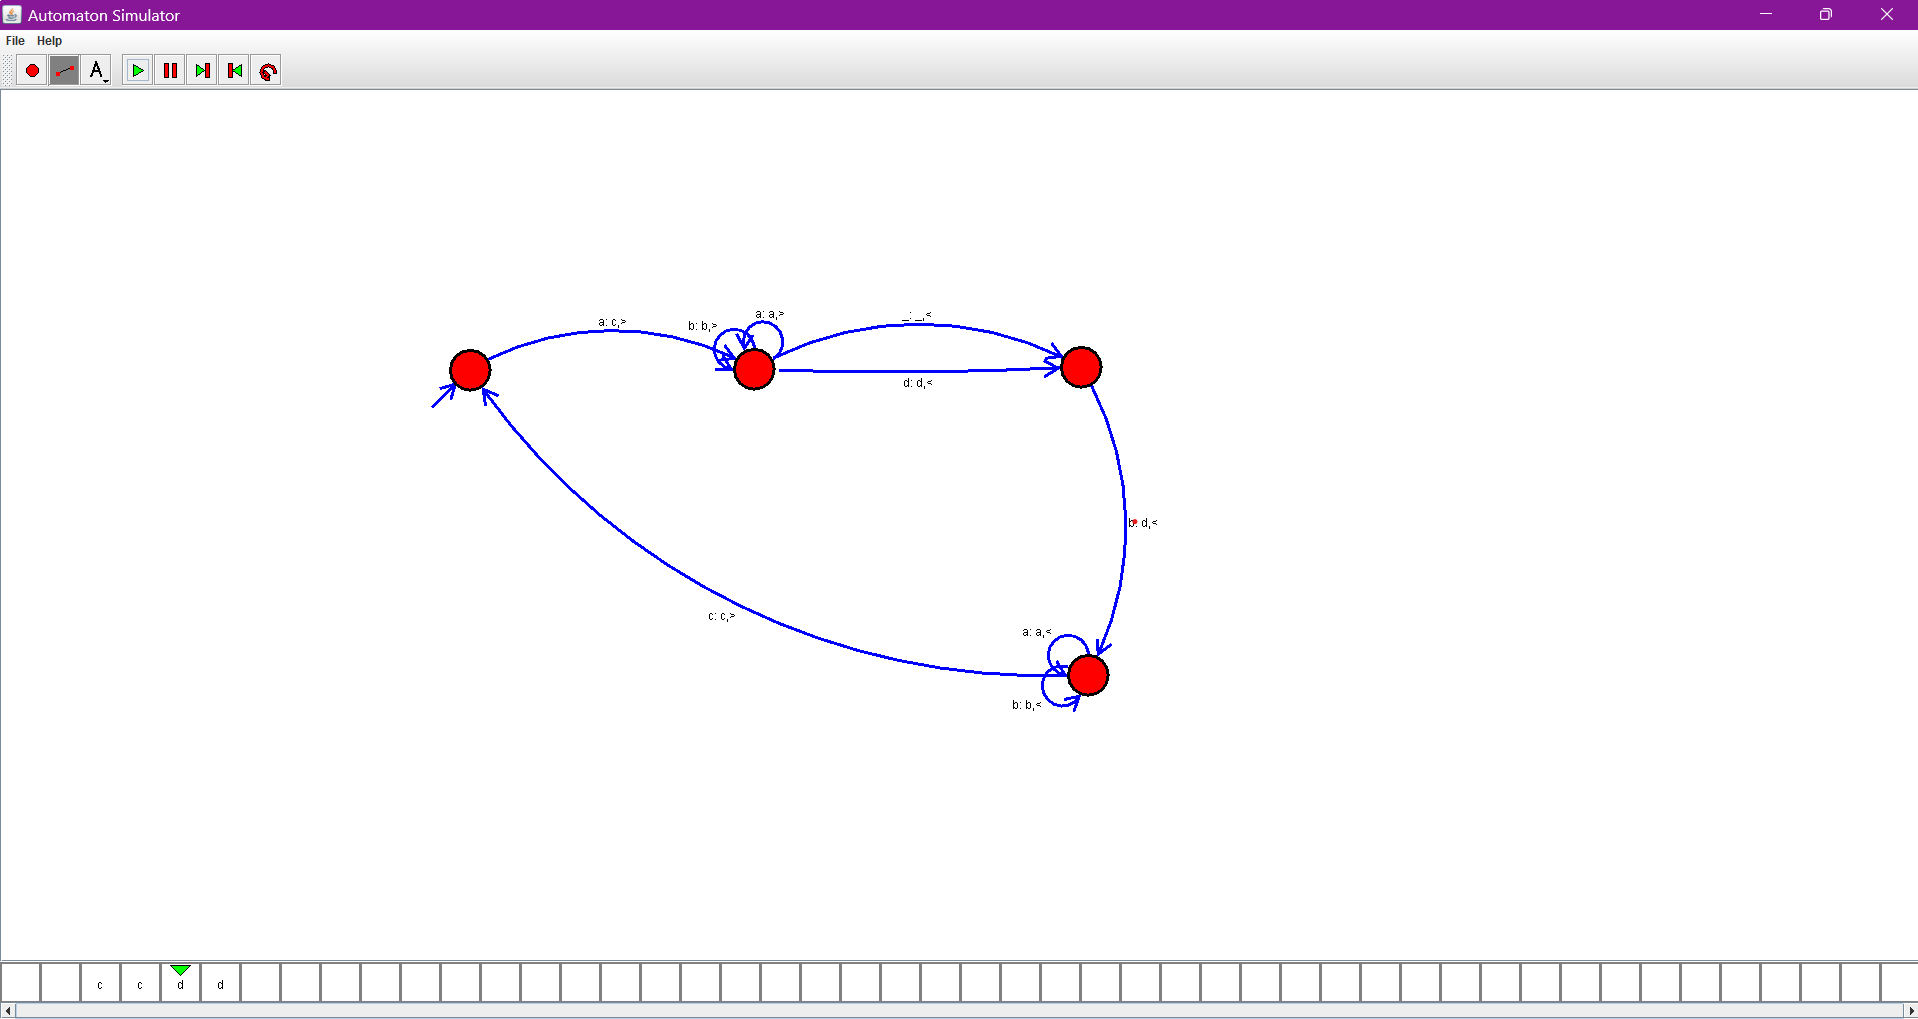 Automaton Simulator
File Help
A
a: a,>
_: _,<
a: c,>
b: b,>
d: d,<
b: d,<
c: c,>
a: a,<
b: b,<
c c d d